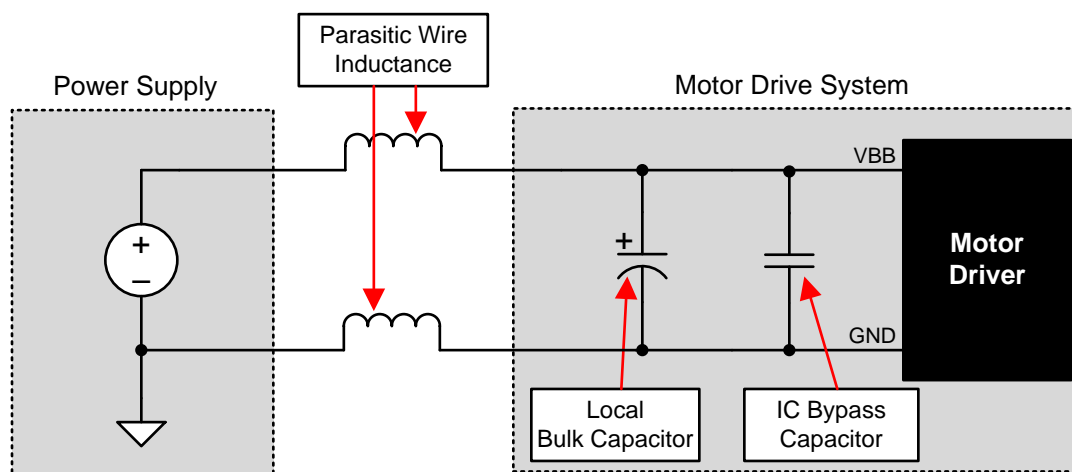 Parasitic Wire
Inductance
Power Supply
Motor Drive System
VBB
+
+
–
Motor
Driver
GND
Local
Bulk Capacitor
IC Bypass
Capacitor